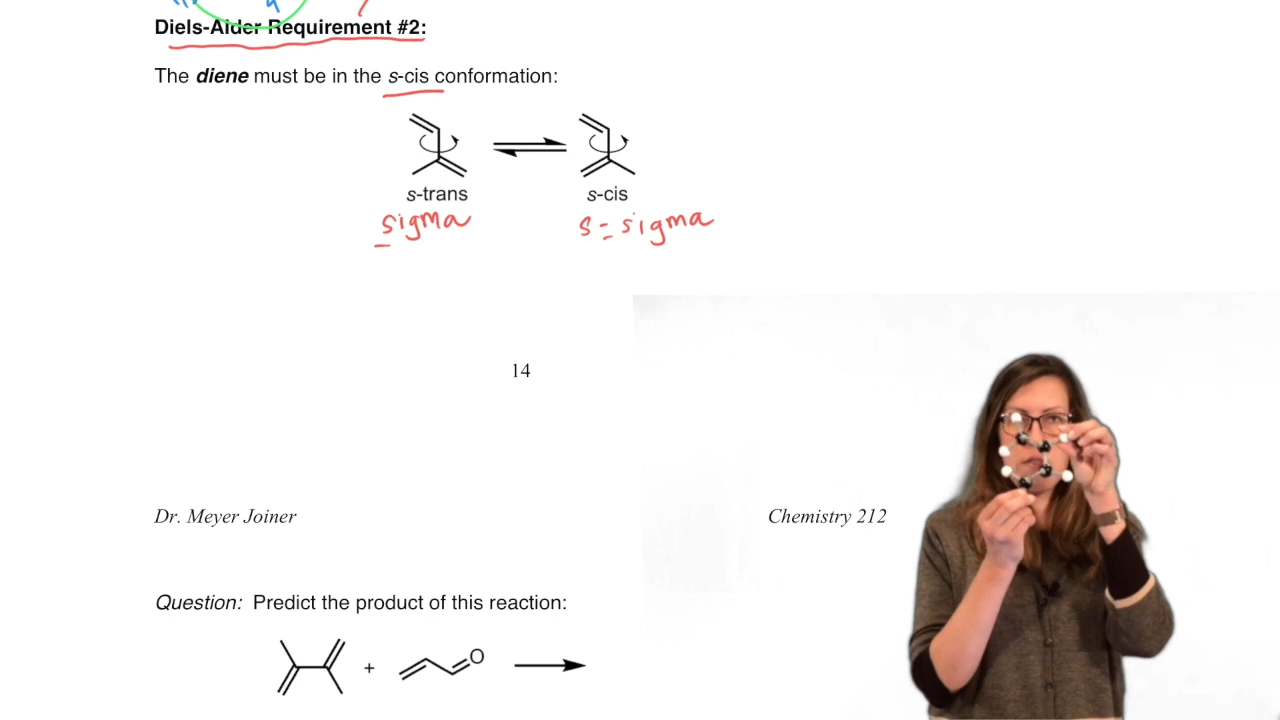 Diels-Alder Requirement #2:
The diene must be in the s-cis conformation:
s-trans s-cis
sigma s = sigma
14
Dr. Meyer Joiner Chemistry 212
Question: Predict the product of this reaction:
+ O